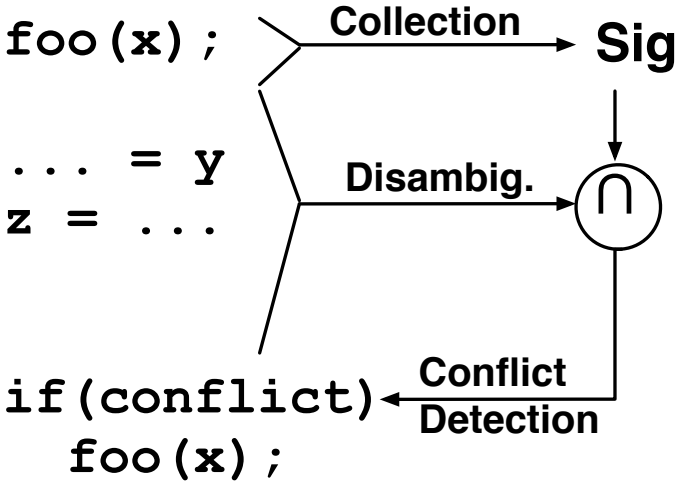 foo(x);
Collection
Sig
... = y
z = ...
Disambig.
∩
if(conflict)
foo(x);
Conflict
Detection